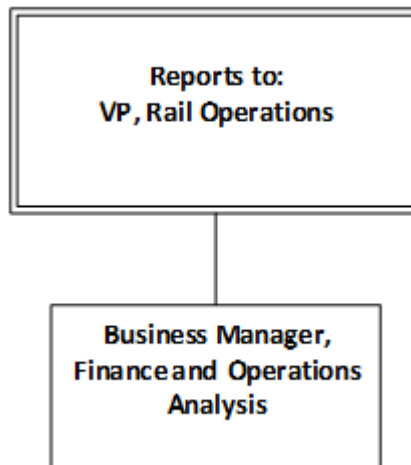 Reports to:
VP, Rail Operations
Business Manager,
Finance and Operations
Analysis